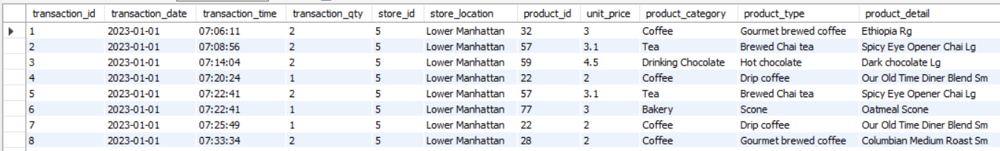 transaction_id transaction_date transaction_time transaction_qty store_id store_location product_id unit_price product_category product_type product_detail
1 2023-01-01 07:06:11 2 5 Lower Manhattan 32 3 Coffee Gourmet brewed coffee Ethiopia Rg
2 2023-01-01 07:08:56 2 5 Lower Manhattan 57 3.1 Tea Brewed Chai tea Spicy Eye Opener Chai Lg
3 2023-01-01 07:14:04 2 5 Lower Manhattan 59 4.5 Drinking Chocolate Hot chocolate Dark chocolate Lg
4 2023-01-01 07:20:24 1 5 Lower Manhattan 22 2 Coffee Drip coffee Our Old Time Diner Blend Sm
5 2023-01-01 07:22:41 2 5 Lower Manhattan 57 3.1 Tea Brewed Chai tea Spicy Eye Opener Chai Lg
6 2023-01-01 07:22:41 1 5 Lower Manhattan 77 3 Bakery Scone Oatmeal Scone
7 2023-01-01 07:25:49 1 5 Lower Manhattan 22 2 Coffee Drip coffee Our Old Time Diner Blend Sm
8 2023-01-01 07:33:34 2 5 Lower Manhattan 28 2 Coffee Gourmet brewed coffee Columbian Medium Roast Sm